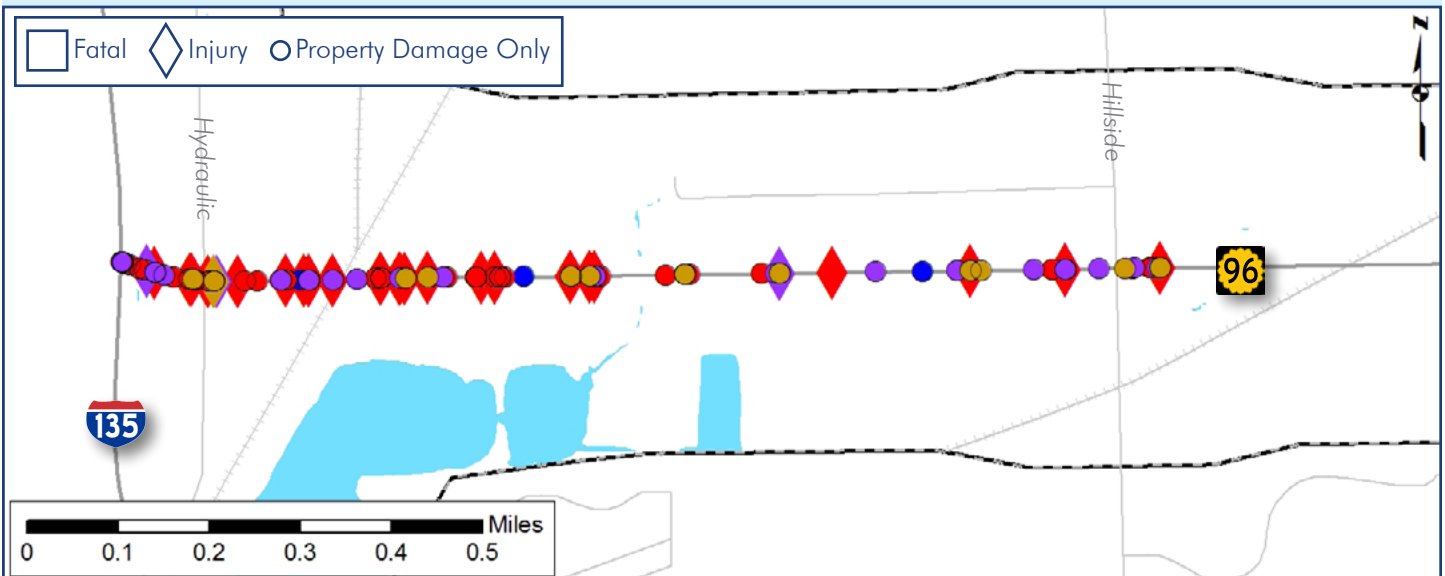 Fatal Injury Property Damage Only
N
Hydraulic
Hillside
96
135
Miles
0 0.1 0.2 0.3 0.4 0.5